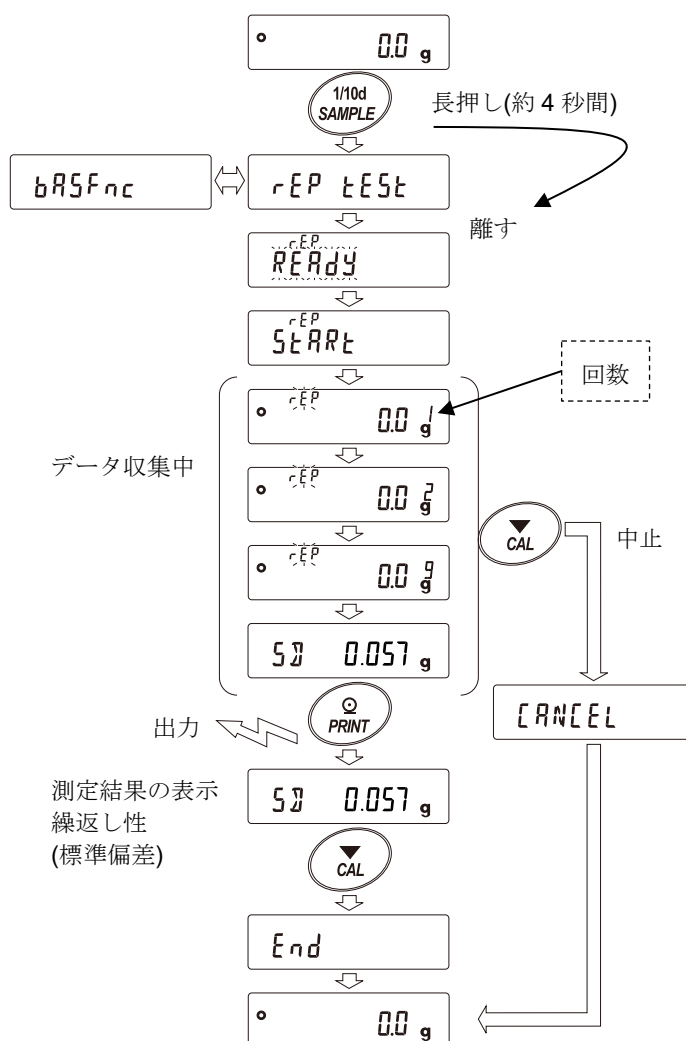 0.0 g
1/10d
SAMPLE
長押し(約 4 秒間)
bASFnc
rEP tESt
離す
rEP
REAdy
rEP
StARt
回数
rEP
0.0 g 1
データ収集中
rEP
0.0 g 2
CAL
中止
rEP
0.0 g 9
SD 0.057 g
CANCEL
出力
PRINT
測定結果の表示
繰返し性
(標準偏差)
SD 0.057 g
CAL
End
0.0 g